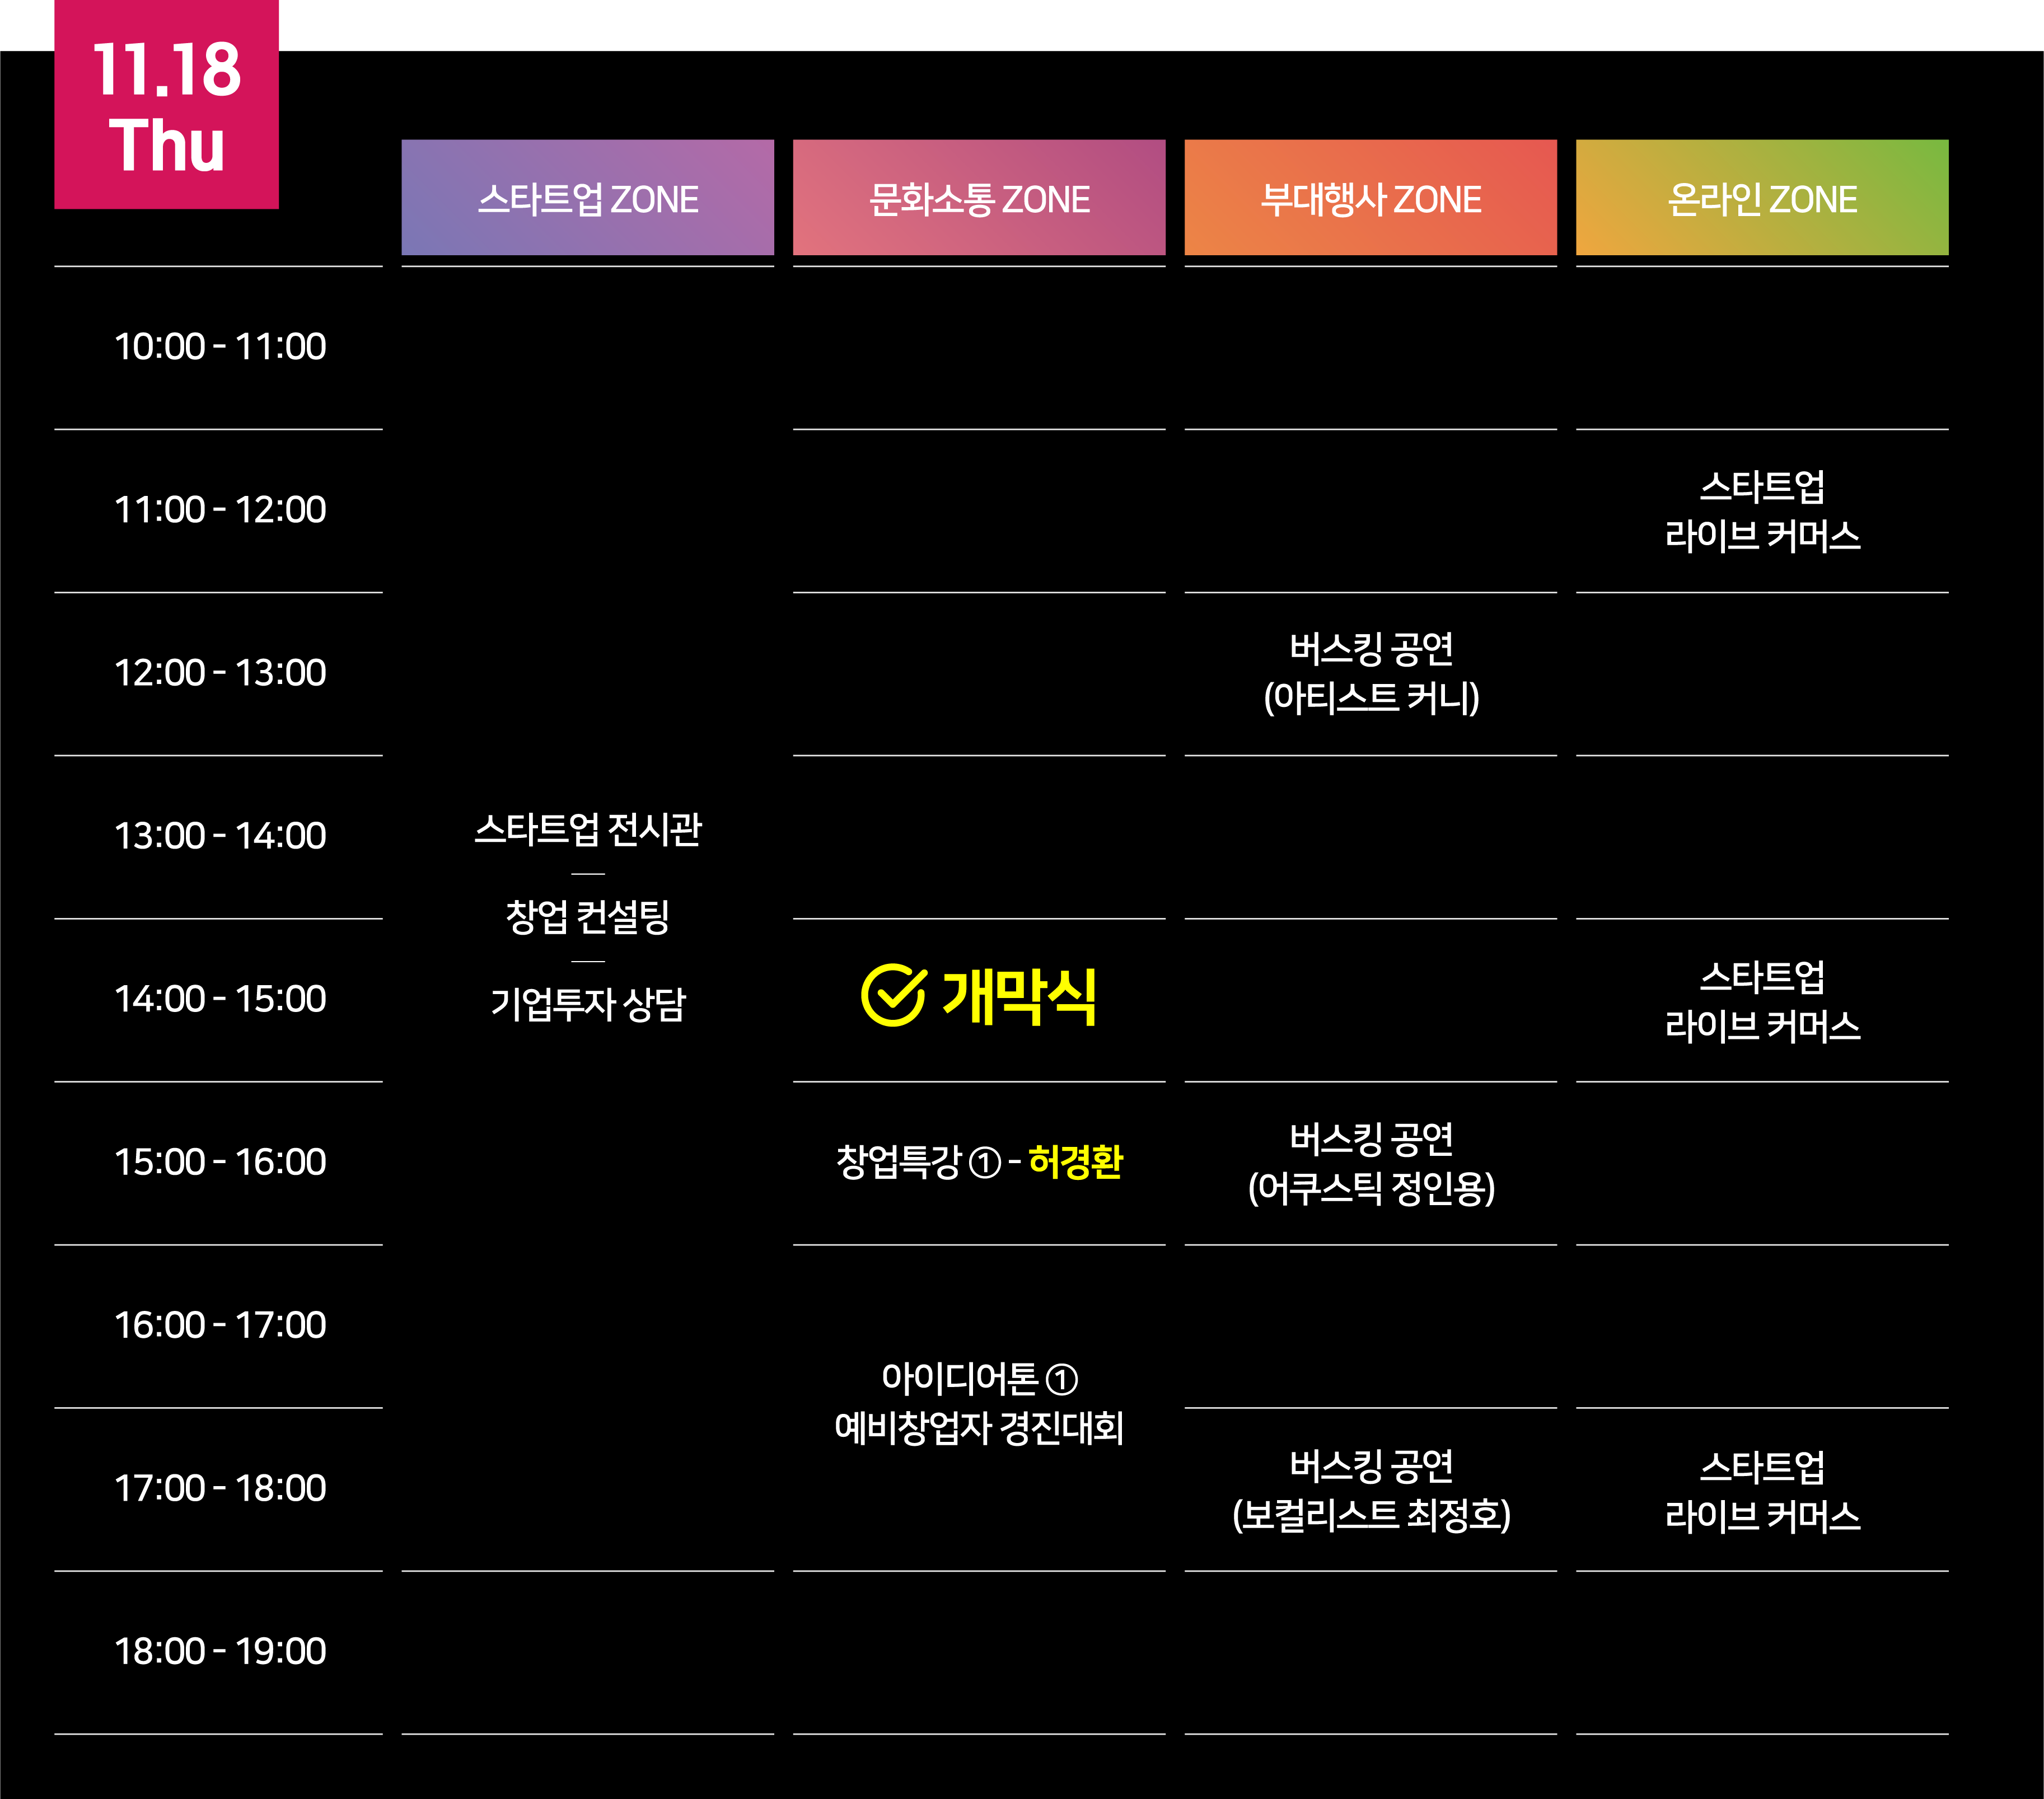 11.18
Thu
스타트업 ZONE
문화소통 ZONE
부대행사 ZONE
온라인 ZONE
10:00 - 11:00
11:00 - 12:00
스타트업
라이브 커머스
12:00 - 13:00
버스킹 공연
(아티스트 커니)
13:00 - 14:00
스타트업 전시관
창업 컨설팅
기업투자 상담
14:00 - 15:00
개막식
스타트업
라이브 커머스
15:00 - 16:00
창업특강 ① - 허경환
버스킹 공연
(어쿠스틱 정인용)
16:00 - 17:00
아이디어톤 ①
예비창업자 경진대회
17:00 - 18:00
버스킹 공연
(보컬리스트 최정호)
스타트업
라이브 커머스
18:00 - 19:00